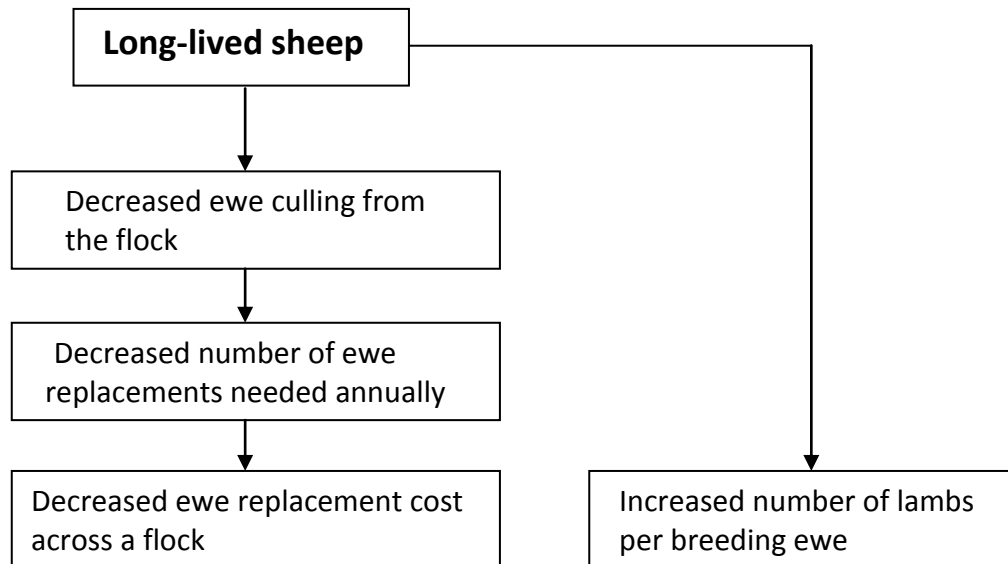 Long-lived sheep
Decreased ewe culling from
the flock
Decreased number of ewe
replacements needed annually
Decreased ewe replacement cost
across a flock
Increased number of lambs
per breeding ewe